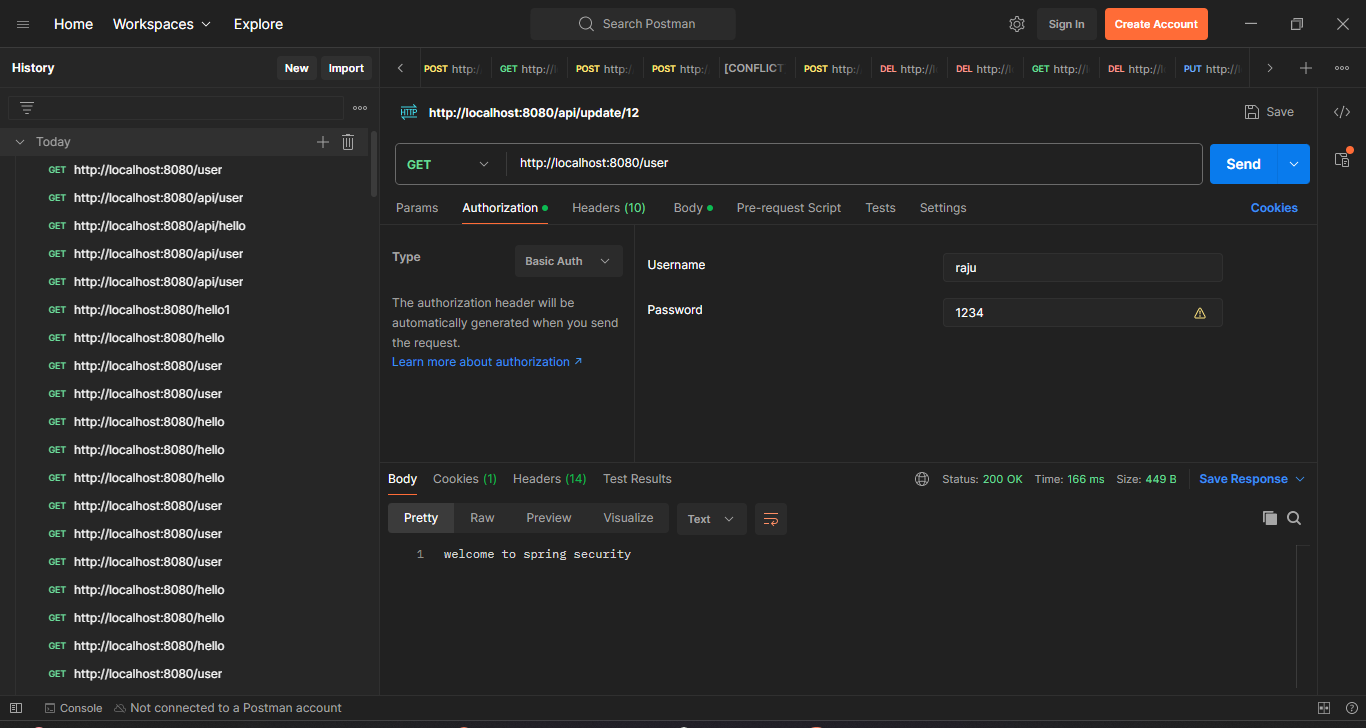 Home Workspaces Explore Search Postman Sign In Create Account
History New Import
POST http:/ GET http:// POST http:/ POST http:/ [CONFLICT POST http:/ DEL http:// DEL http:// GET http:// DEL http:// PUT http://
HTTP http://localhost:8080/api/update/12 Save
Today
GET http://localhost:8080/user Send
Params Authorization Headers (10) Body Pre-request Script Tests Settings Cookies
Type Basic Auth
The authorization header will be
automatically generated when you send
the request.
Learn more about authorization
Username raju
Password 1234
GET http://localhost:8080/user
GET http://localhost:8080/api/user
GET http://localhost:8080/api/hello
GET http://localhost:8080/api/user
GET http://localhost:8080/api/user
GET http://localhost:8080/hello1
GET http://localhost:8080/hello
GET http://localhost:8080/user
GET http://localhost:8080/user
GET http://localhost:8080/hello
GET http://localhost:8080/hello
GET http://localhost:8080/hello
GET http://localhost:8080/user
GET http://localhost:8080/user
GET http://localhost:8080/user
GET http://localhost:8080/hello
GET http://localhost:8080/hello
GET http://localhost:8080/hello
GET http://localhost:8080/user
Body Cookies (1) Headers (14) Test Results Status: 200 OK Time: 166 ms Size: 449 B Save Response
Pretty Raw Preview Visualize Text
1 welcome to spring security
Console Not connected to a Postman account